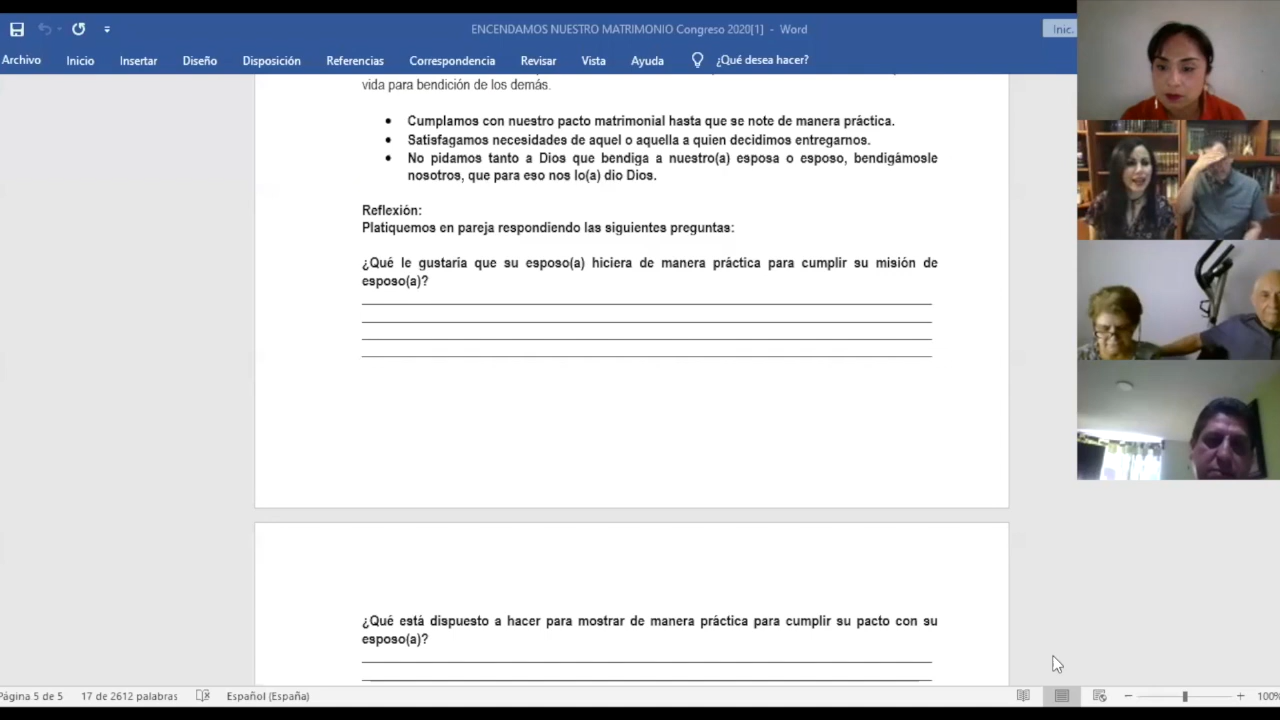 ENCENDAMOS NUESTRO MATRIMONIO Congreso 2020[1] - Word
Inic.
Archivo Inicio Insertar Diseño Disposición Referencias Correspondencia Revisar Vista Ayuda ¿Qué desea hacer?
vida para bendición de los demás.
• Cumplamos con nuestro pacto matrimonial hasta que se note de manera práctica.
• Satisfagamos necesidades de aquel o aquella a quien decidimos entregarnos.
• No pidamos tanto a Dios que bendiga a nuestro(a) esposa o esposo, bendigámosle
nosotros, que para eso nos lo(a) dio Dios.
Reflexión:
Platiquemos en pareja respondiendo las siguientes preguntas:
¿Qué le gustaría que su esposo(a) hiciera de manera práctica para cumplir su misión de
esposo(a)?
¿Qué está dispuesto a hacer para mostrar de manera práctica para cumplir su pacto con su
esposo(a)?
Página 5 de 5 17 de 2612 palabras Español (España) 100%